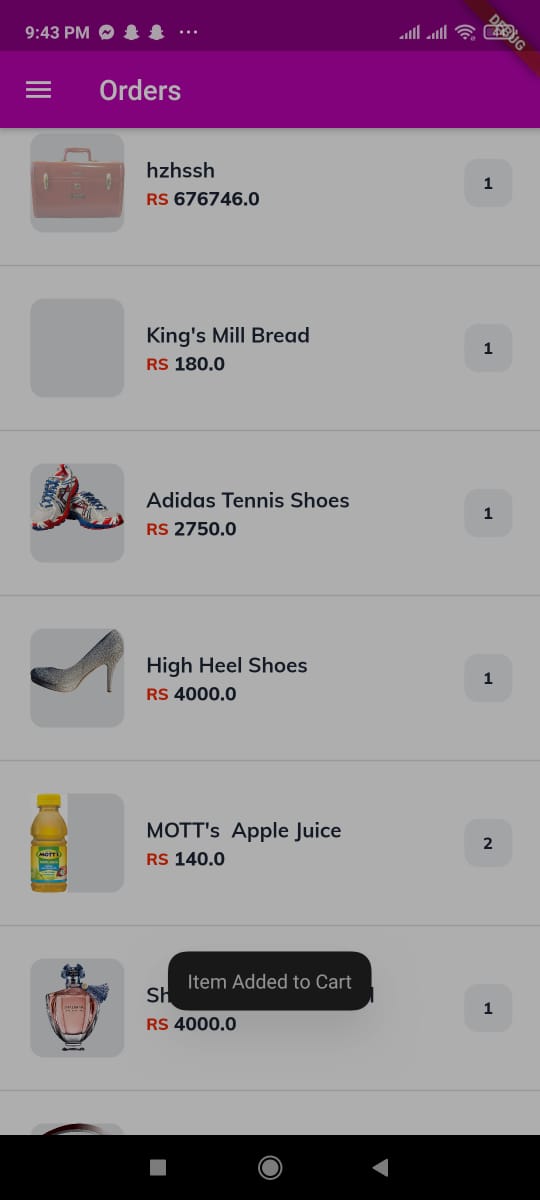 9:43 PM
DEBUG
Orders
hzhssh
RS 676746.0
1
King's Mill Bread
RS 180.0
1
Adidas Tennis Shoes
RS 2750.0
1
High Heel Shoes
RS 4000.0
1
MOTT's  Apple Juice
RS 140.0
2
MOTT'S
Item Added to Cart
RS 4000.0
1